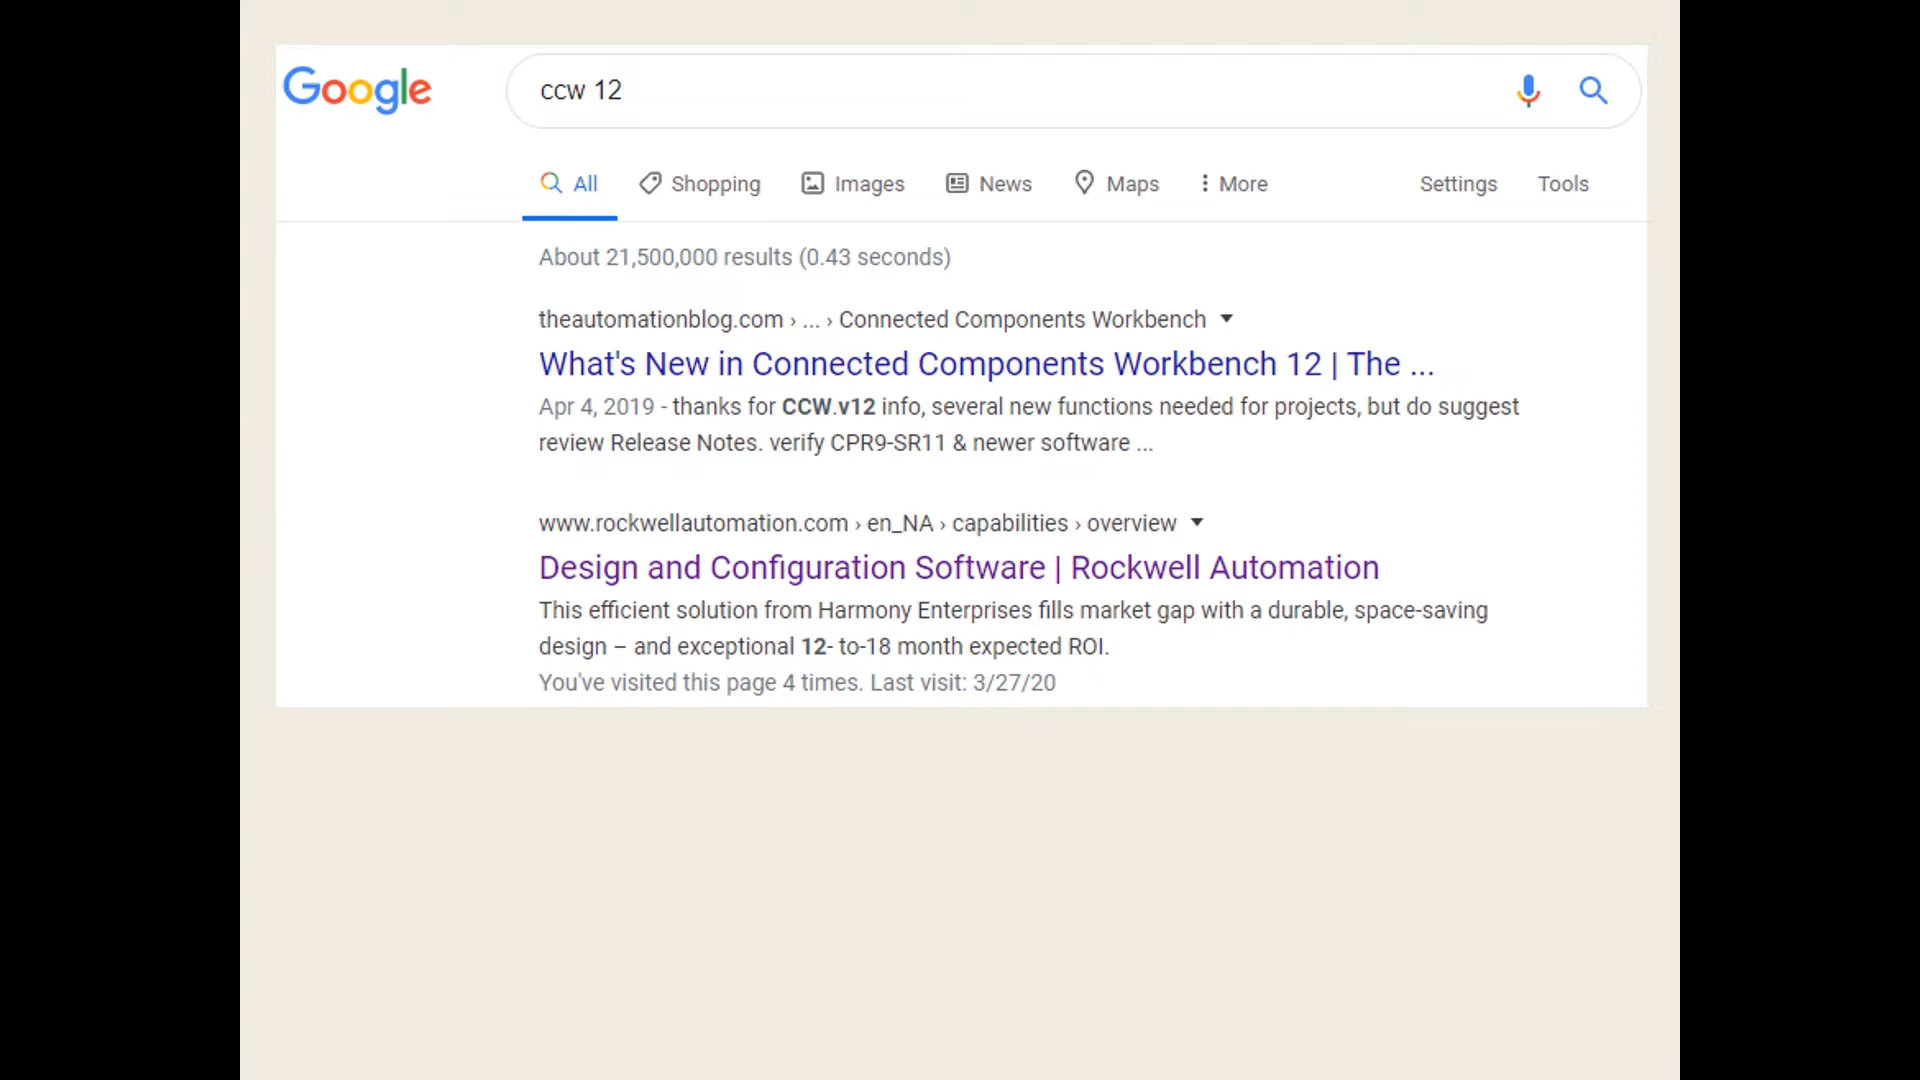 Google
ccw 12
All Shopping Images News Maps More Settings Tools
About 21,500,000 results (0.43 seconds)
theautomationblog.com › ... › Connected Components Workbench
What's New in Connected Components Workbench 12 | The ...
Apr 4, 2019 - thanks for CCW.v12 info, several new functions needed for projects, but do suggest
review Release Notes. verify CPR9-SR11 & newer software ...
www.rockwellautomation.com › en_NA › capabilities › overview
Design and Configuration Software | Rockwell Automation
This efficient solution from Harmony Enterprises fills market gap with a durable, space-saving
design – and exceptional 12- to-18 month expected ROI.
You've visited this page 4 times. Last visit: 3/27/20